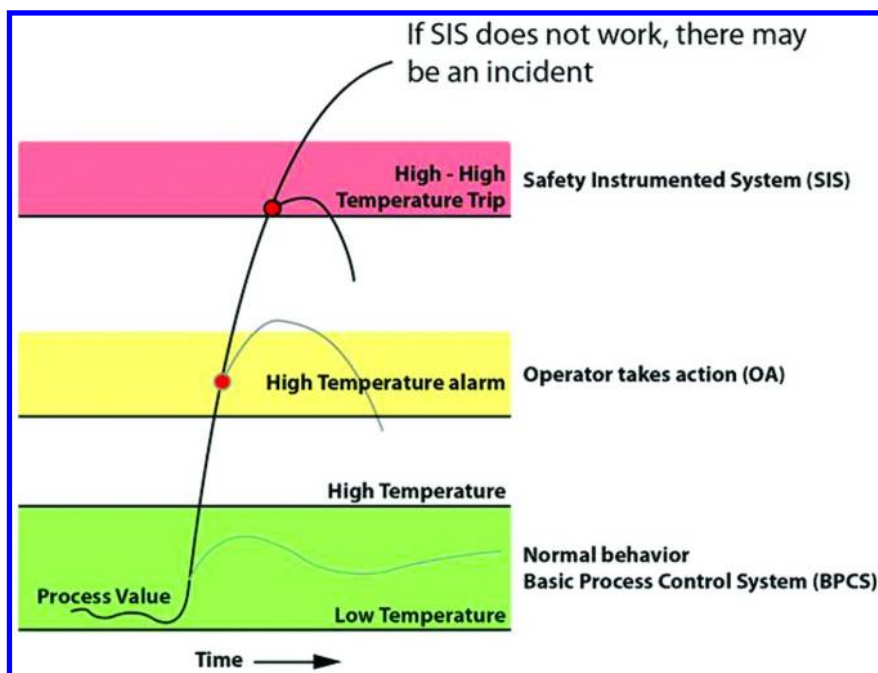 If SIS does not work, there may
be an incident
High - High
Temperature Trip
Safety Instrumented System (SIS)
High Temperature alarm
Operator takes action (OA)
High Temperature
Normal behavior
Basic Process Control System (BPCS)
Process Value
Low Temperature
Time